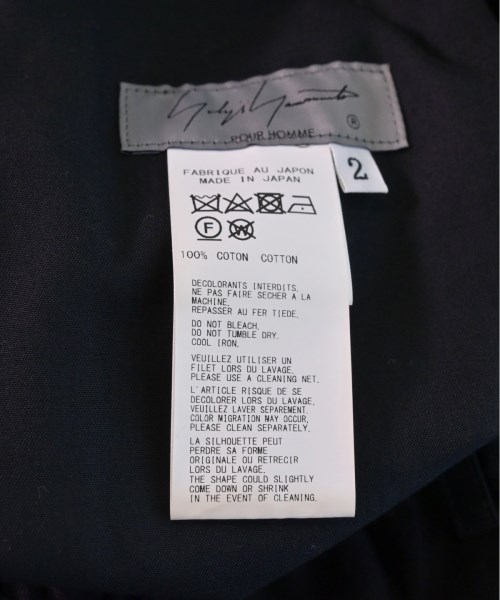 Yohji Yamamoto
®
POUR HOMME
2
FABRIQUE AU JAPON
MADE IN JAPAN
F W
100% COTON COTTON
DECOLORANTS INTERDITS.
NE PAS FAIRE SECHER A LA
MACHINE.
REPASSER AU FER TIEDE.
DO NOT BLEACH.
DO NOT TUMBLE DRY.
COOL IRON.
VEUILLEZ UTILISER UN
FILET LORS DU LAVAGE.
PLEASE USE A CLEANING NET.
L'ARTICLE RISQUE DE SE
DECOLORER LORS DU LAVAGE.
VEUILLEZ LAVER SEPAREMENT.
COLOR MIGRATION MAY OCCUR,
PLEASE CLEAN SEPARATELY.
LA SILHOUETTE PEUT
PERDRE SA FORME
ORIGINALE OU RETRECIR
LORS DU LAVAGE.
THE SHAPE COULD SLIGHTLY
COME DOWN OR SHRINK
IN THE EVENT OF CLEANING.